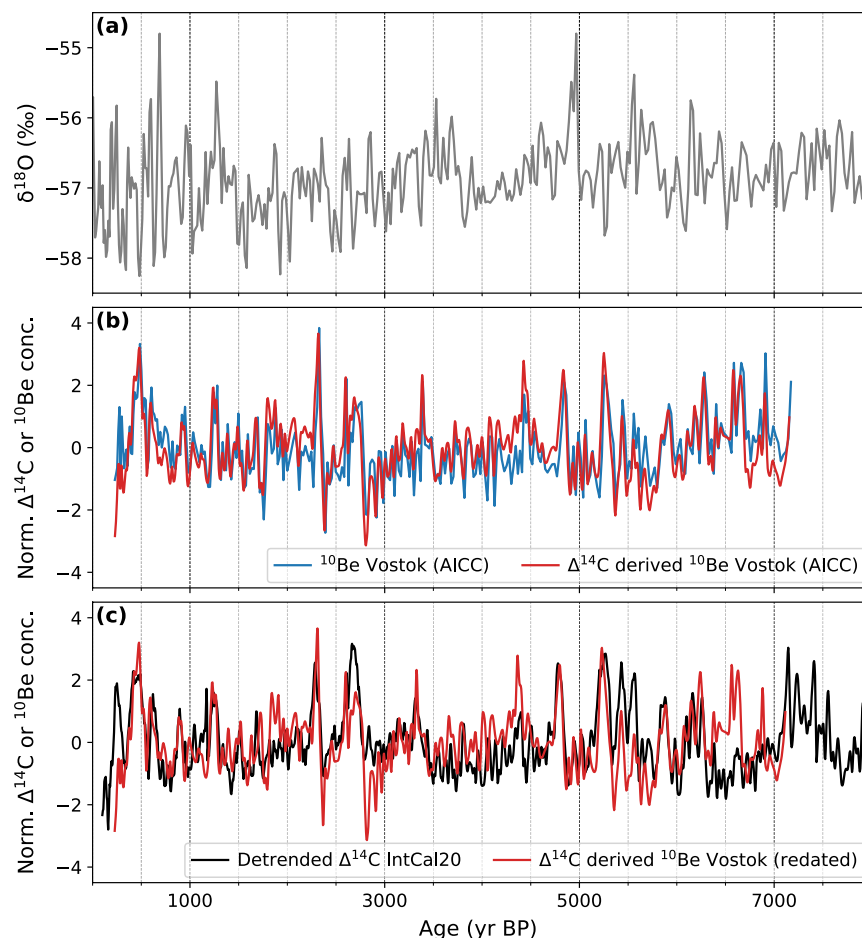 (a)
−55
−56
−57
−58
δ¹⁸O (‰)
(b)
4
2
0
−2
−4
Norm. Δ¹⁴C or ¹⁰Be conc.
¹⁰Be Vostok (AICC)
Δ¹⁴C derived ¹⁰Be Vostok (AICC)
(c)
4
2
0
−2
−4
Norm. Δ¹⁴C or ¹⁰Be conc.
Detrended Δ¹⁴C IntCal20
Δ¹⁴C derived ¹⁰Be Vostok (redated)
1000 3000 5000 7000
Age (yr BP)